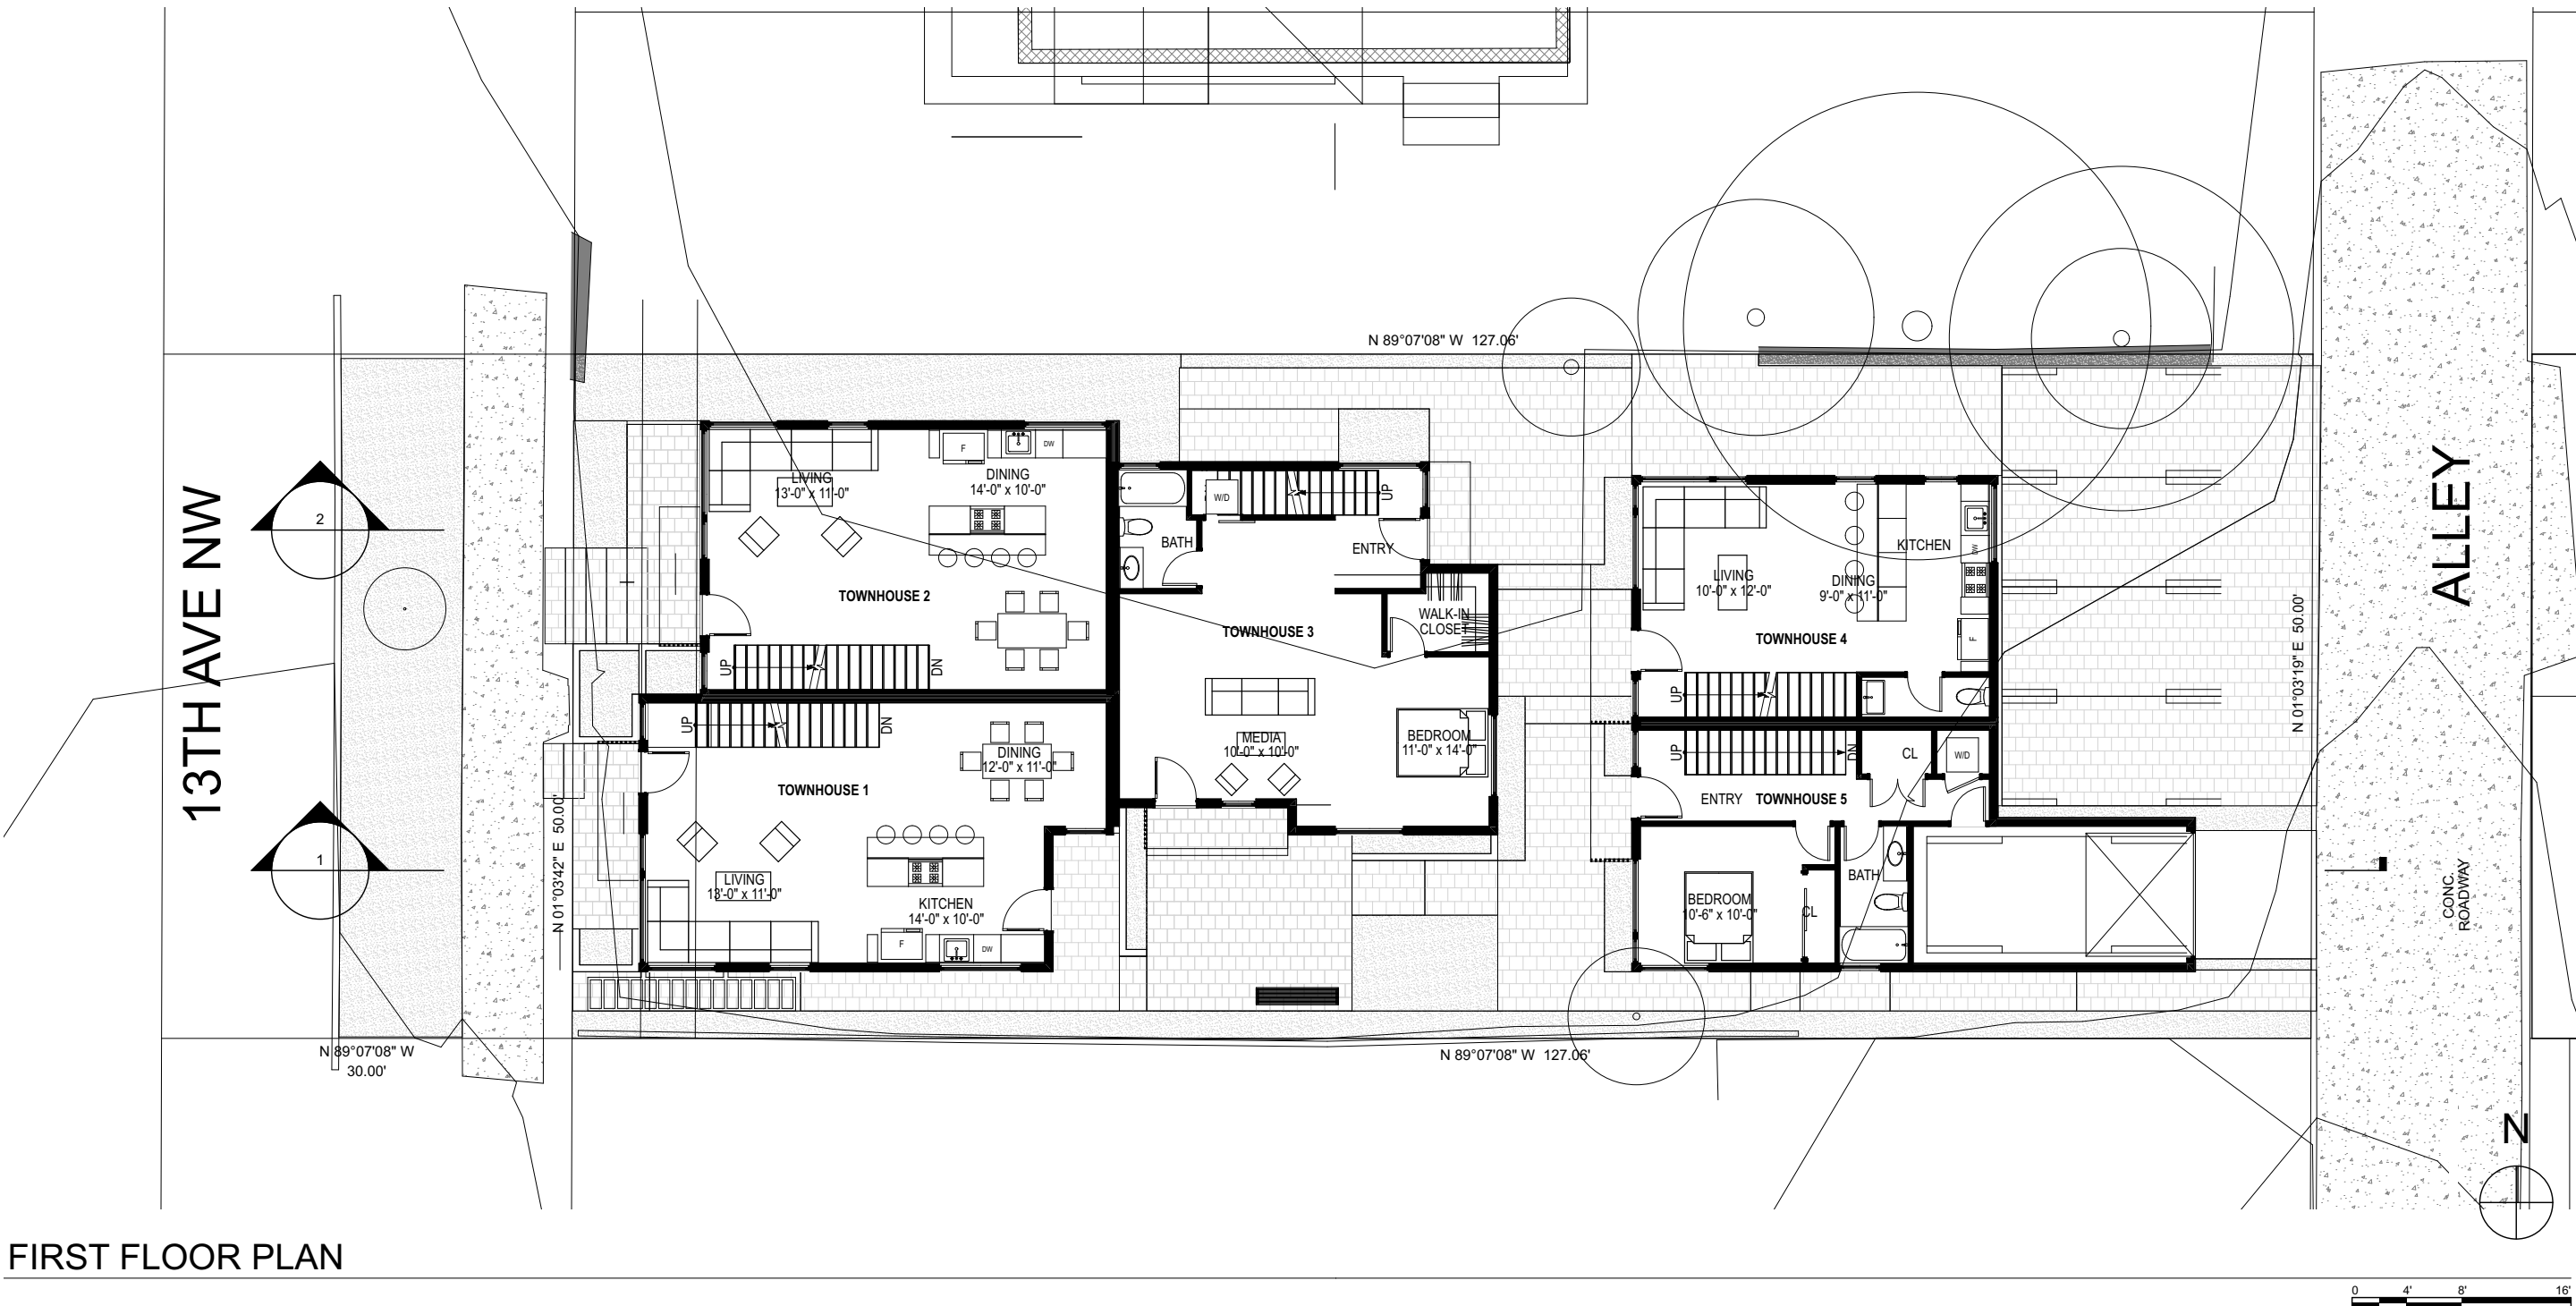 N 89°07'08" W 127.06'
13TH AVE NW
2
1
N 01°03'42" E 50.00'
N 89°07'08" W
30.00'
LIVING
13'-0" x 11'-0"
F
DW
DINING
14'-0" x 10'-0"
TOWNHOUSE 2
UP
DN
UP
DN
DINING
12'-0" x 11'-0"
TOWNHOUSE 1
LIVING
13'-0" x 11'-0"
KITCHEN
14'-0" x 10'-0"
F
DW
W/D
UP
BATH
ENTRY
WALK-IN
CLOSET
TOWNHOUSE 3
MEDIA
10'-0" x 10'-0"
BEDROOM
11'-0" x 14'-0"
KITCHEN
DW
LIVING
10'-0" x 12'-0"
DINING
9'-0" x 11'-0"
F
TOWNHOUSE 4
UP
UP
DN
CL
W/D
ENTRY
TOWNHOUSE 5
BATH
BEDROOM
10'-6" x 10'-0"
CL
N 89°07'08" W 127.06'
N 01°03'19" E 50.00'
ALLEY
CONC.
ROADWAY
N
FIRST FLOOR PLAN
0 4' 8' 16'